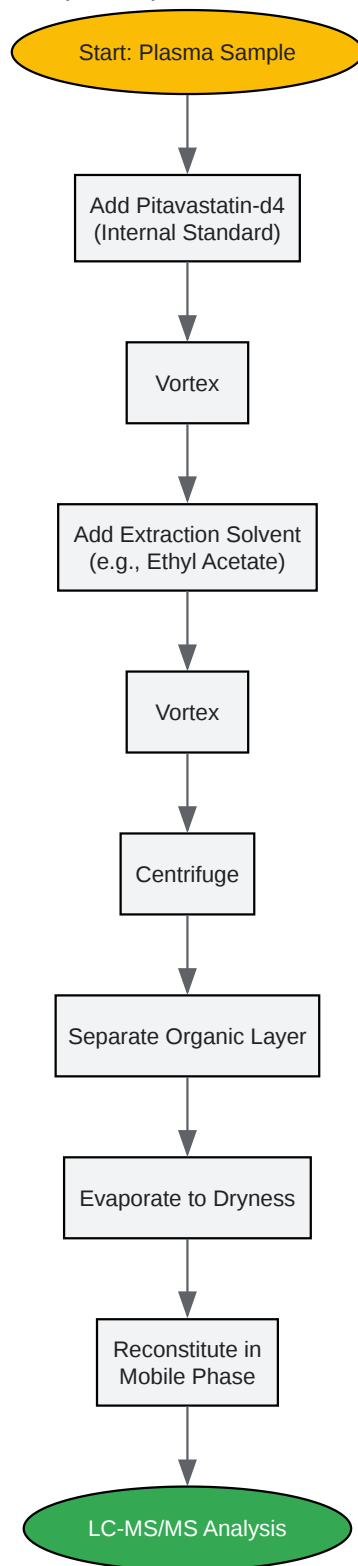 Start: Plasma Sample
Add Pitavastatin-d4
(Internal Standard)
Vortex
Add Extraction Solvent
(e.g., Ethyl Acetate)
Vortex
Centrifuge
Separate Organic Layer
Evaporate to Dryness
Reconstitute in
Mobile Phase
LC-MS/MS Analysis